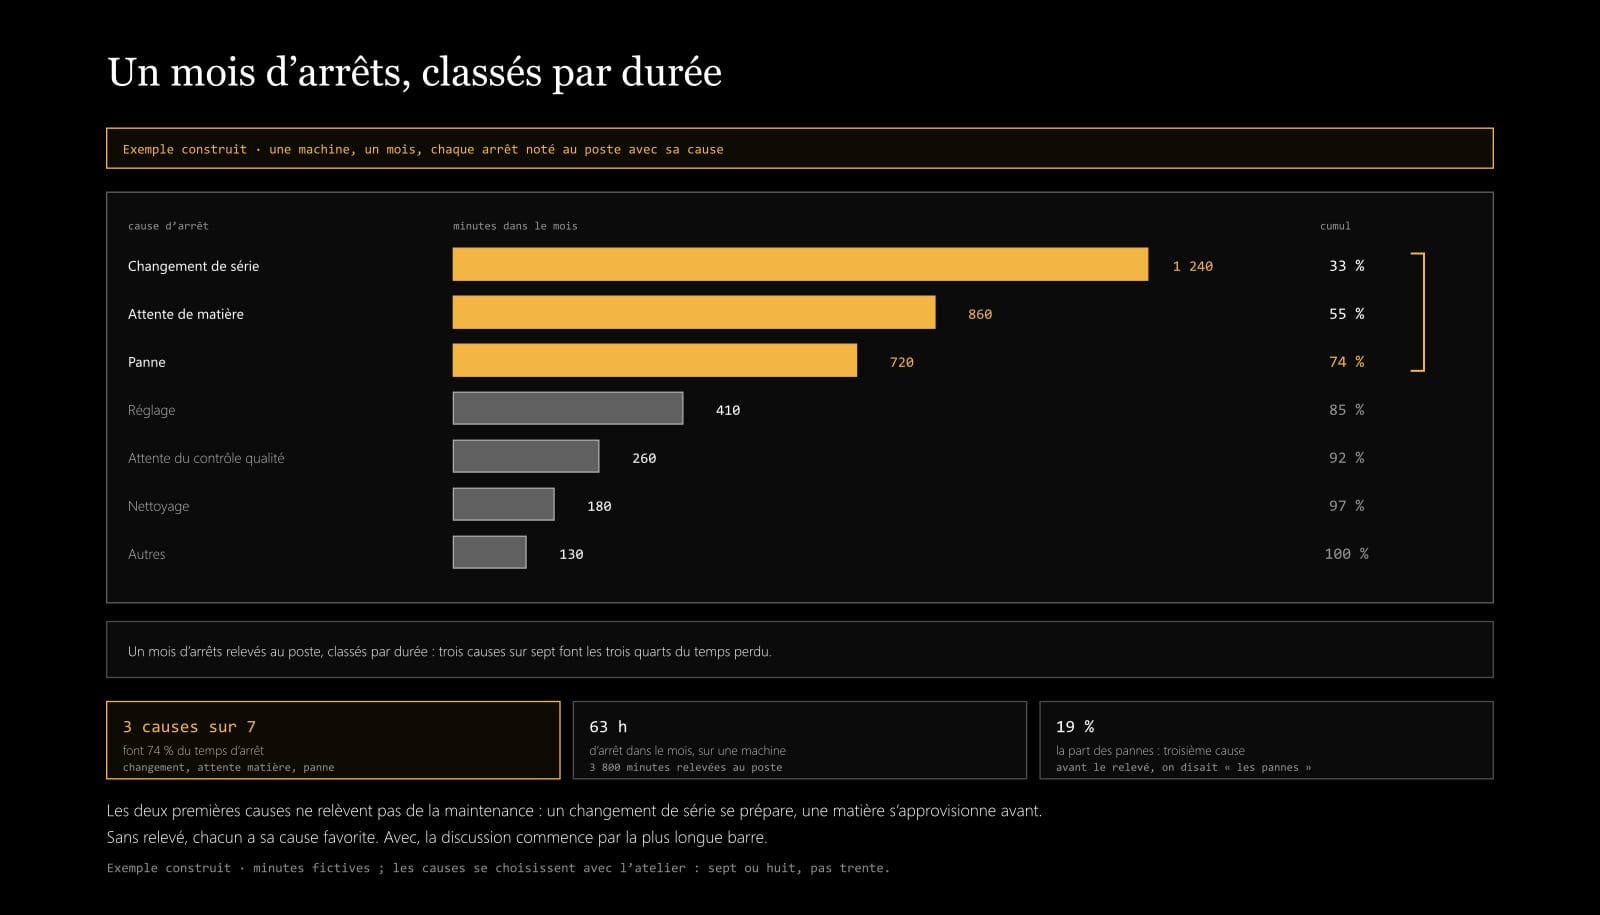 Un mois d’arrêts, classés par durée
Exemple construit · une machine, un mois, chaque arrêt noté au poste avec sa cause
cause d’arrêt minutes dans le mois cumul
Changement de série 1 240 33 %
Attente de matière 860 55 %
Panne 720 74 %
Réglage 410 85 %
Attente du contrôle qualité 260 92 %
Nettoyage 180 97 %
Autres 130 100 %
Un mois d’arrêts relevés au poste, classés par durée : trois causes sur sept font les trois quarts du temps perdu.
3 causes sur 7
font 74 % du temps d’arrêt
changement, attente matière, panne
63 h
d’arrêt dans le mois, sur une machine
3 800 minutes relevées au poste
19 %
la part des pannes : troisième cause
avant le relevé, on disait « les pannes »
Les deux premières causes ne relèvent pas de la maintenance : un changement de série se prépare, une matière s’approvisionne avant.
Sans relevé, chacun a sa cause favorite. Avec, la discussion commence par la plus longue barre.
Exemple construit · minutes fictives ; les causes se choisissent avec l’atelier : sept ou huit, pas trente.